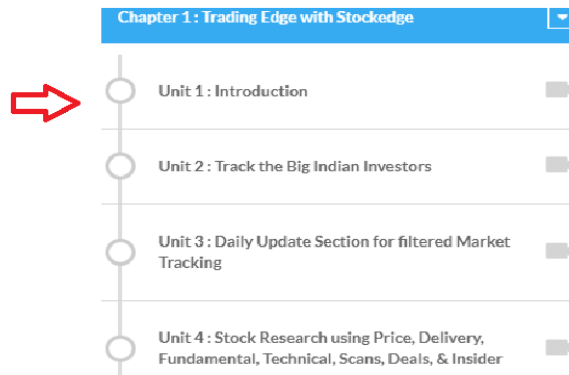 Chapter 1 : Trading Edge with Stockedge
Unit 1 : Introduction
Unit 2 : Track the Big Indian Investors
Unit 3 : Daily Update Section for filtered Market
Tracking
Unit 4 : Stock Research using Price, Delivery,
Fundamental, Technical, Scans, Deals, & Insider